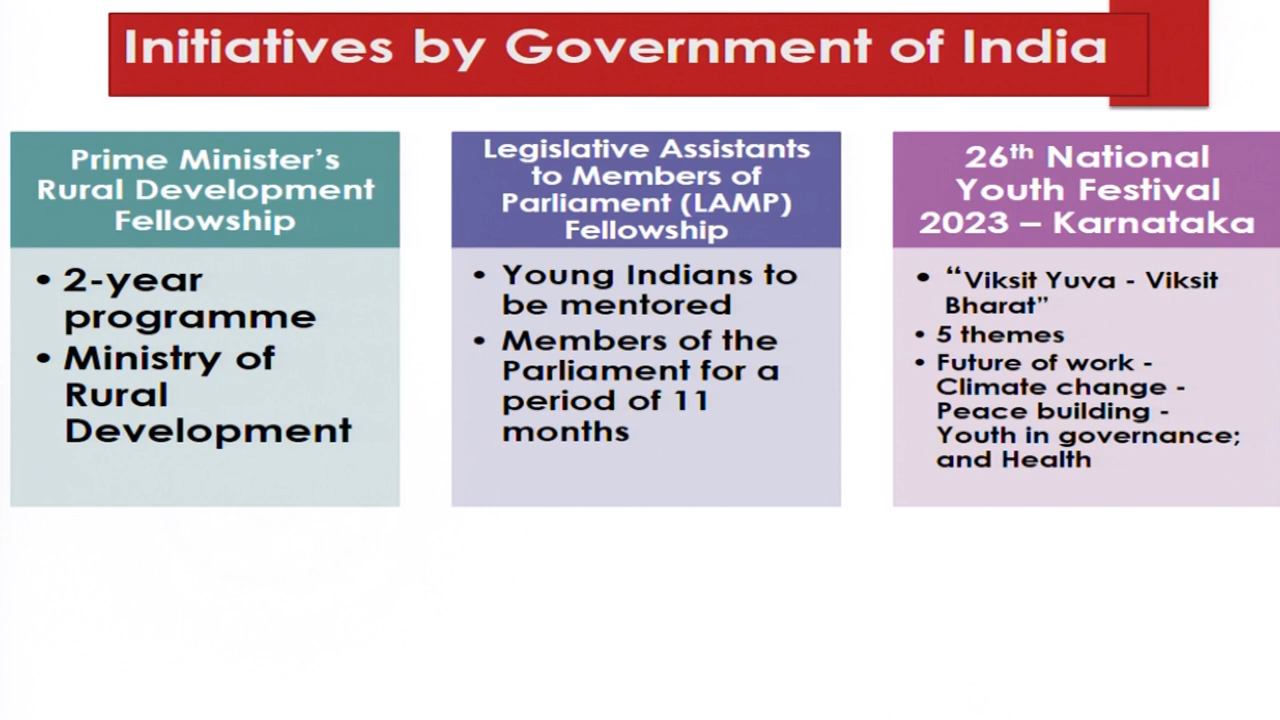 Initiatives by Government of India
Prime Minister's
Rural Development
Fellowship
• 2-year
programme
• Ministry of
Rural
Development
Legislative Assistants
to Members of
Parliament (LAMP)
Fellowship
• Young Indians to
be mentored
• Members of the
Parliament for a
period of 11
months
26th National
Youth Festival
2023 – Karnataka
• “Viksit Yuva - Viksit
Bharat”
• 5 themes
• Future of work -
Climate change -
Peace building -
Youth in governance;
and Health